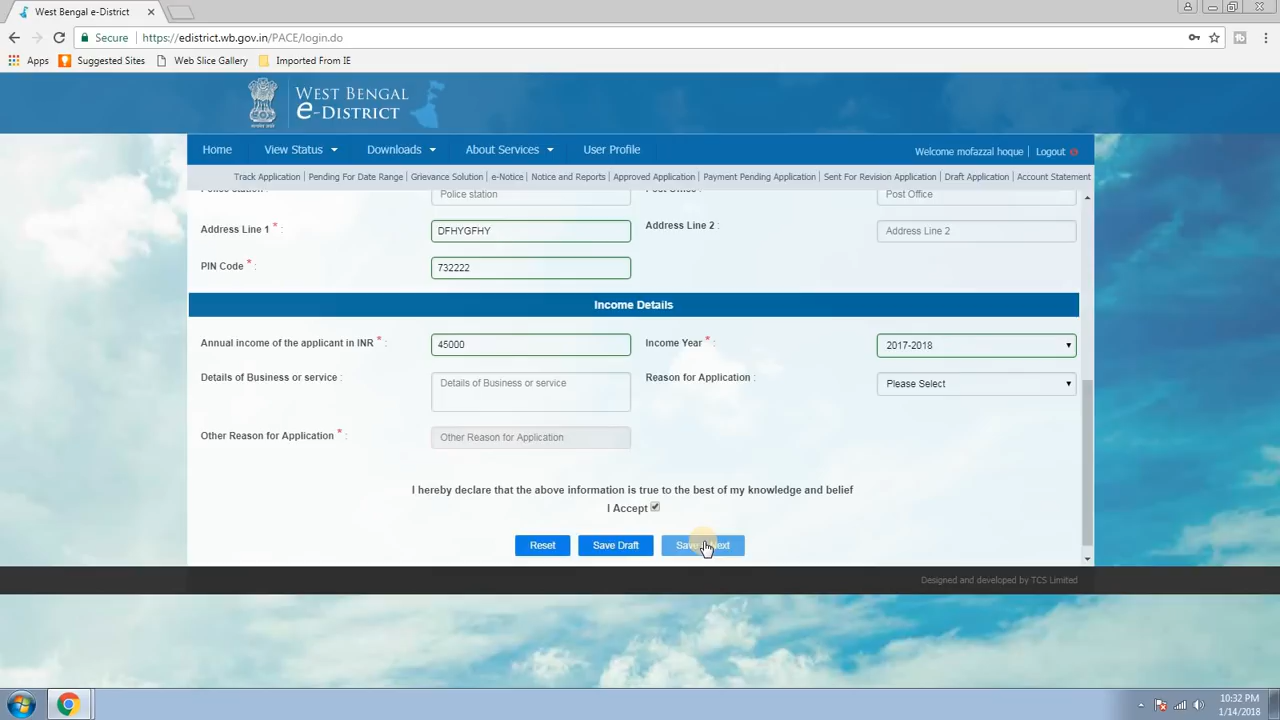 West Bengal e-District
Secure https://edistrict.wb.gov.in/PACE/login.do
Apps Suggested Sites Web Slice Gallery Imported From IE
WEST BENGAL
e-DISTRICT
Home View Status Downloads About Services User Profile Welcome mofazzal hoque Logout
Track Application Pending For Date Range Grievance Solution e-Notice Notice and Reports Approved Application Payment Pending Application Sent For Revision Application Draft Application Account Statement
Police station Post Office
Address Line 1 * : DFHYGFHY Address Line 2 : Address Line 2
PIN Code * : 732222
Income Details
Annual income of the applicant in INR * : 45000 Income Year * : 2017-2018
Details of Business or service : Details of Business or service Reason for Application : Please Select
Other Reason for Application * : Other Reason for Application
I hereby declare that the above information is true to the best of my knowledge and belief
I Accept
Reset Save Draft Save Next
Designed and developed by TCS Limited
10:32 PM
1/14/2018